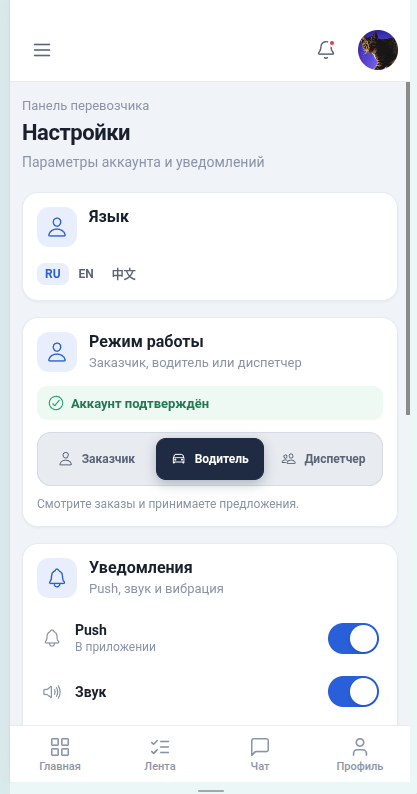 Панель перевозчика
Настройки
Параметры аккаунта и уведомлений
Язык
RU EN 中文
Режим работы
Заказчик, водитель или диспетчер
Аккаунт подтверждён
Заказчик Водитель Диспетчер
Смотрите заказы и принимаете предложения.
Уведомления
Push, звук и вибрация
Push
В приложении
Звук
Главная Лента Чат Профиль